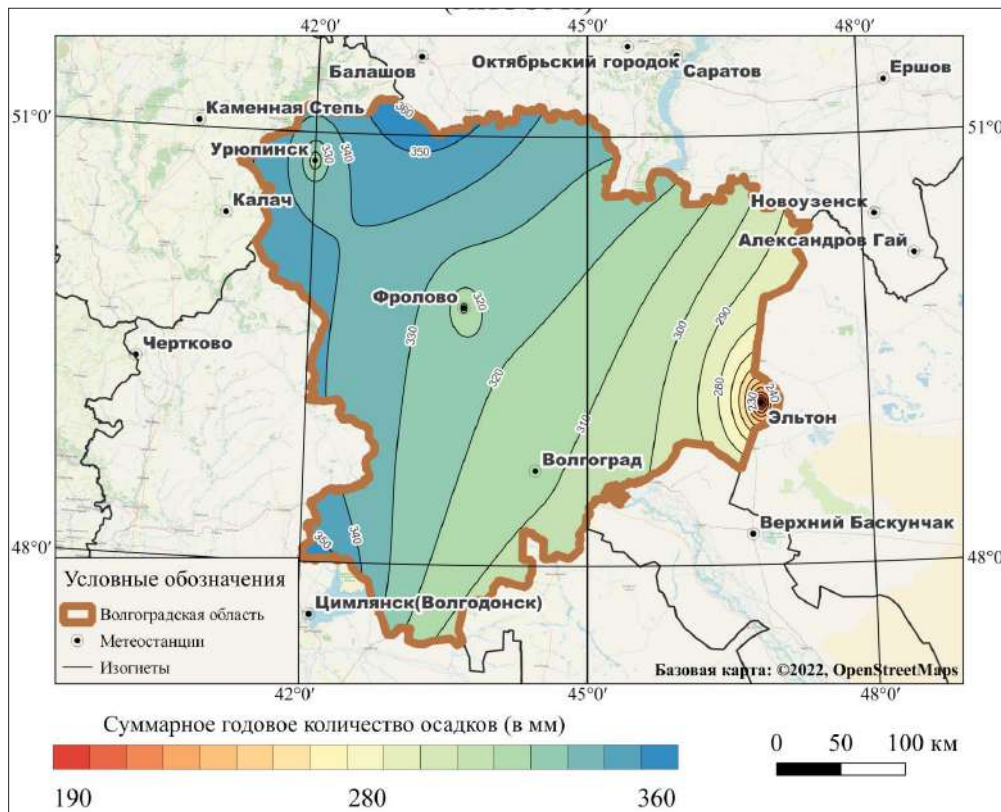 42°0' 45°0' 48°0'
Октябрьский городок
Балашов
Саратов
Ершов
51°0'
Каменная Степь
51°0'
360
Урюпинск
330
340
350
Калач
Новоузенск
Александров Гай
Фролово
320
290
330
300
Чертково
320
280
230
240
Эльтон
310
Волгоград
Верхний Баскунчак
48°0'
350
340
48°0'
Условные обозначения
Волгоградская область
Метеостанции
Изогиеты
Цимлянск(Волгодонск)
Базовая карта: ©2022, OpenStreetMaps
42°0' 45°0' 48°0'
Суммарное годовое количество осадков (в мм)
0 50 100 км
190 280 360